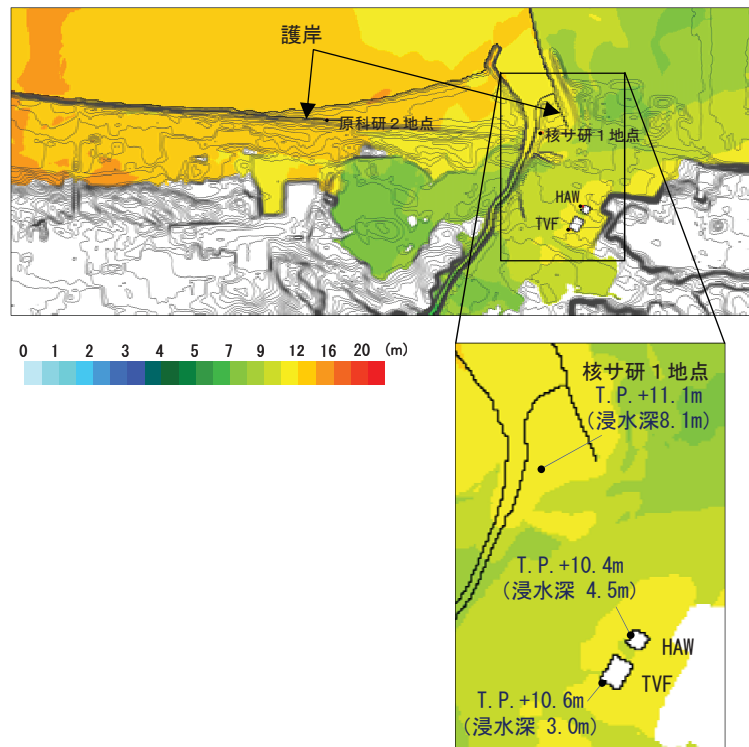 護岸
原科研2地点
核サ研1地点
HAW
TVF
0 1 2 3 4 5 7 9 12 16 20 (m)
核サ研1地点
T.P.+11.1m
(浸水深8.1m)
T.P.+10.4m
(浸水深 4.5m)
HAW
TVF
T.P.+10.6m
(浸水深 3.0m)